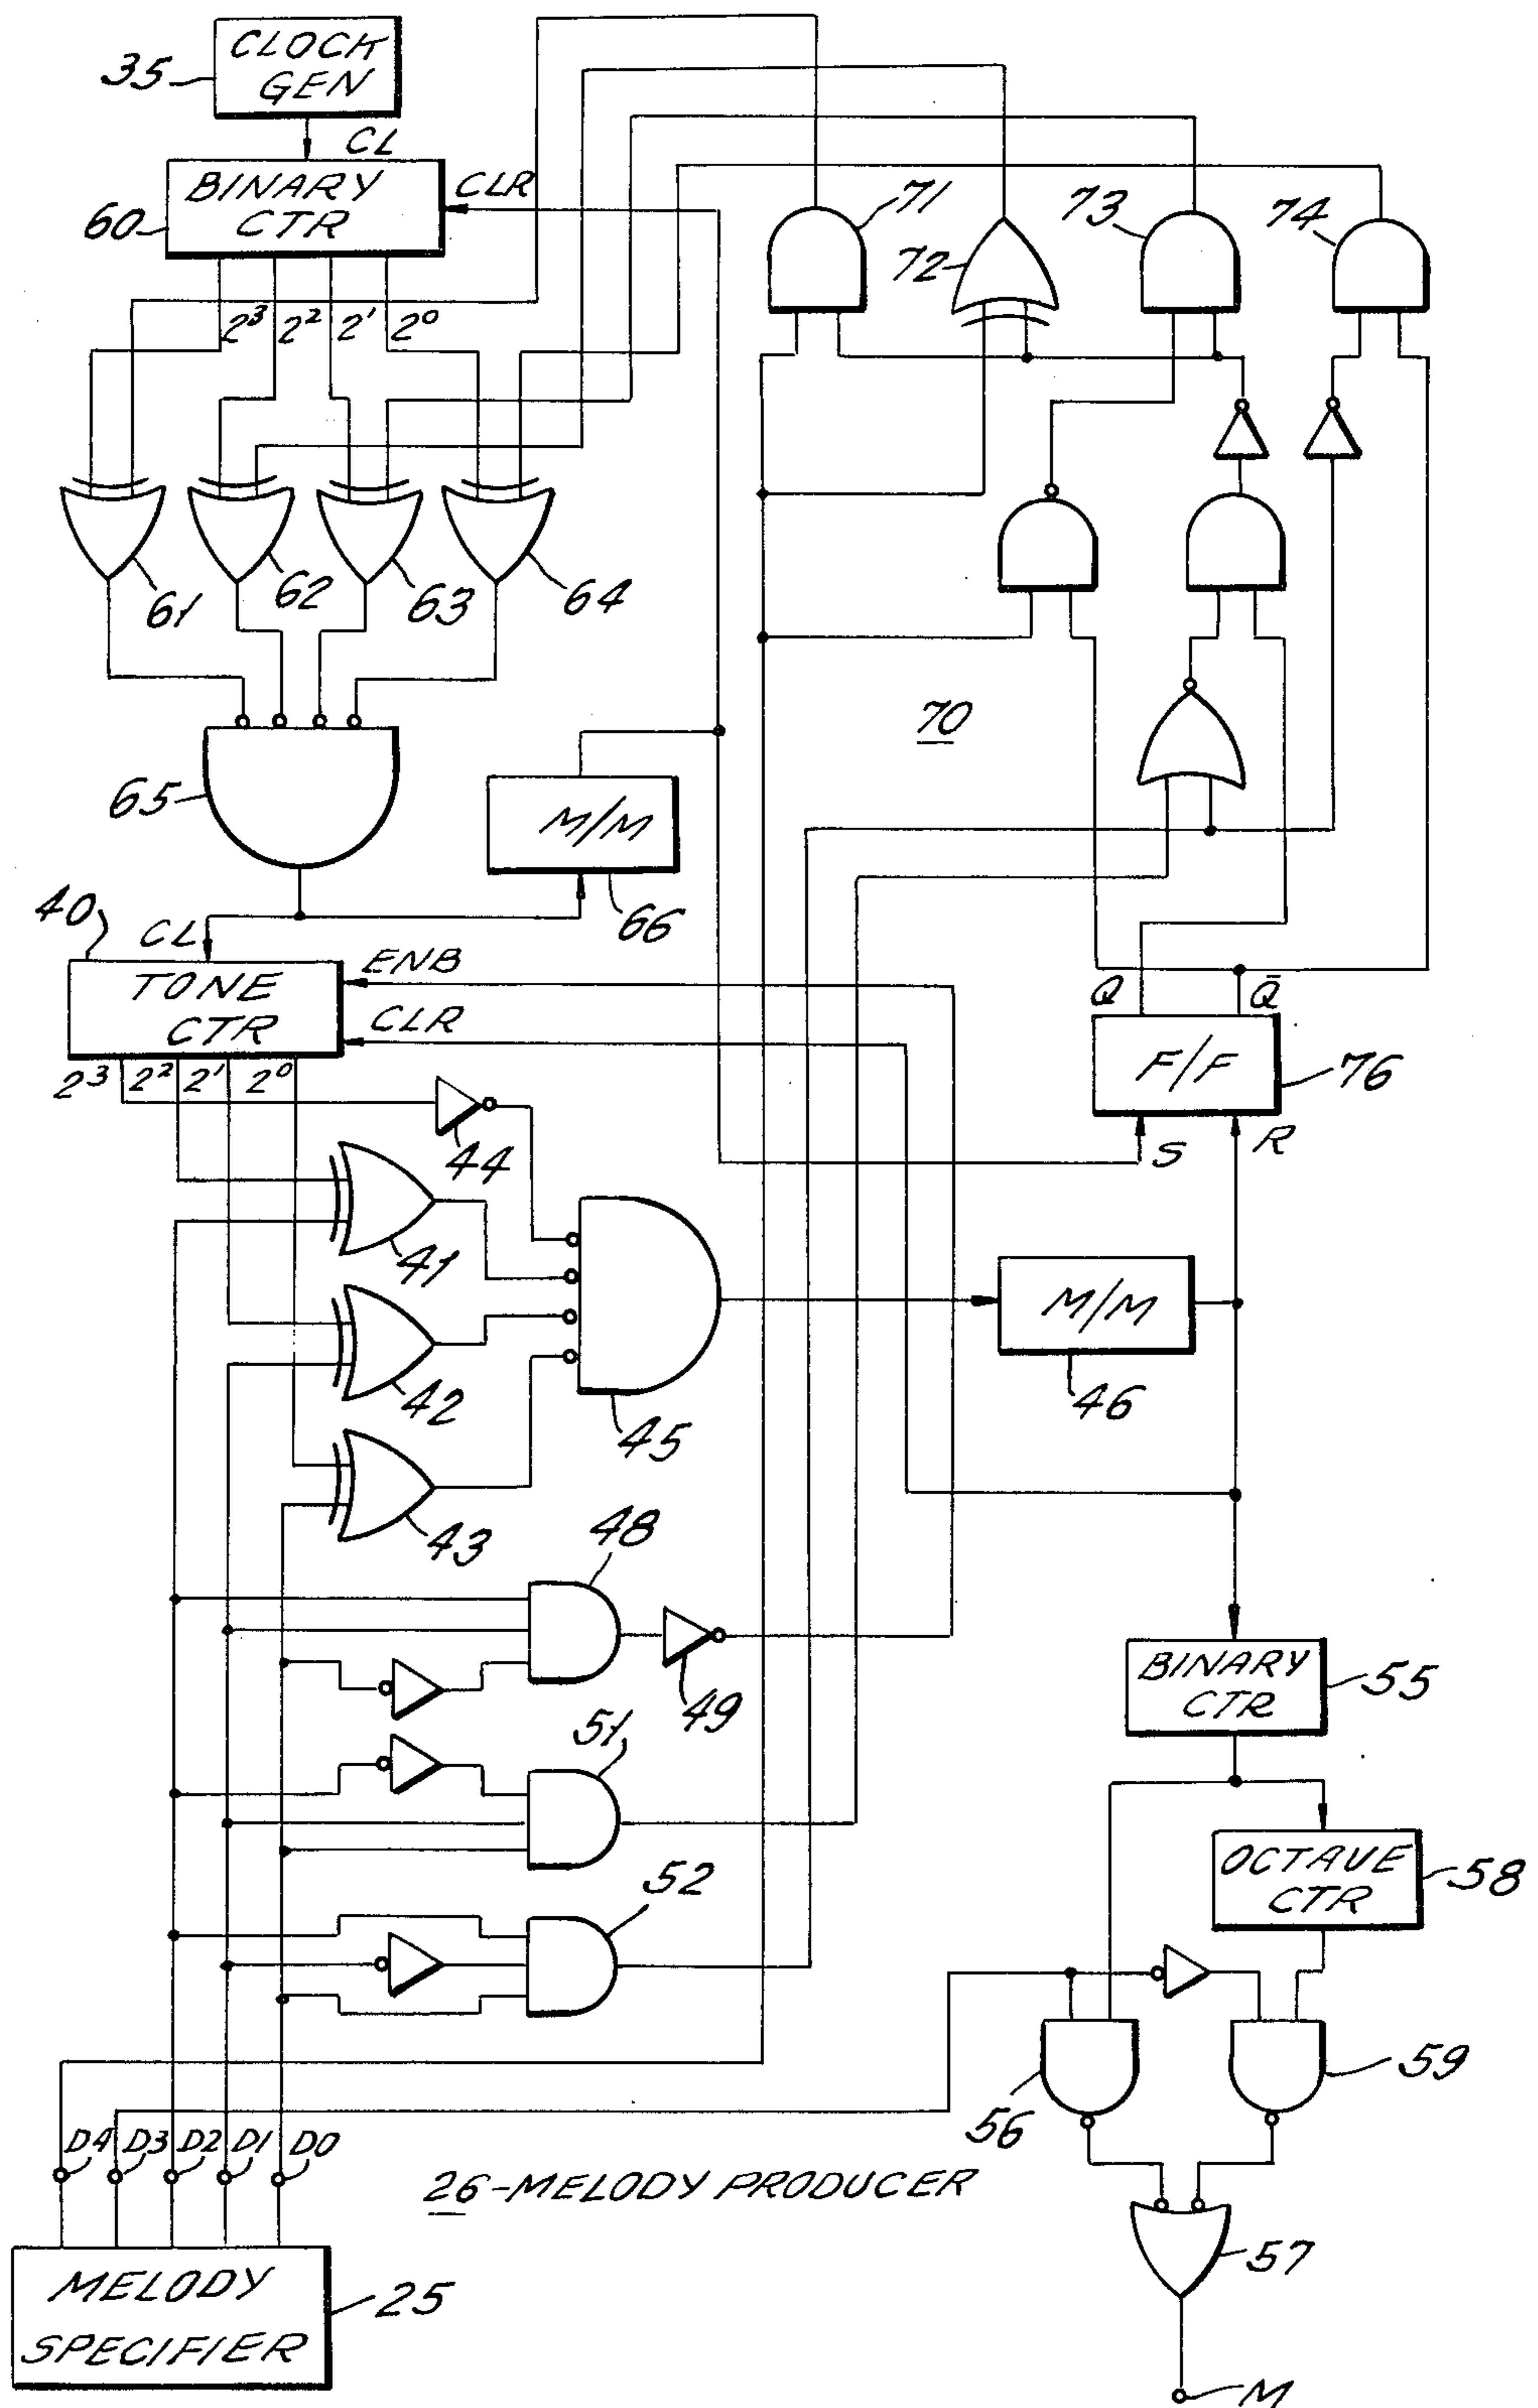 CLOCK
GEN
35
CL
BINARY
CTR
60
CLR
2³ 2² 2¹ 2⁰
71
72
73
74
61
62
63
64
65
70
M/M
66
40
CL
TONE
CTR
ENB
CLR
2³ 2² 2¹ 2⁰
Q Q̄
F/F
76
S R
44
41
42
43
45
M/M
46
48
49
51
52
BINARY
CTR
55
OCTAVE
CTR
58
56
59
57
D4 D3 D2 D1 D0
26-MELODY PRODUCER
MELODY
SPECIFIER
25
M